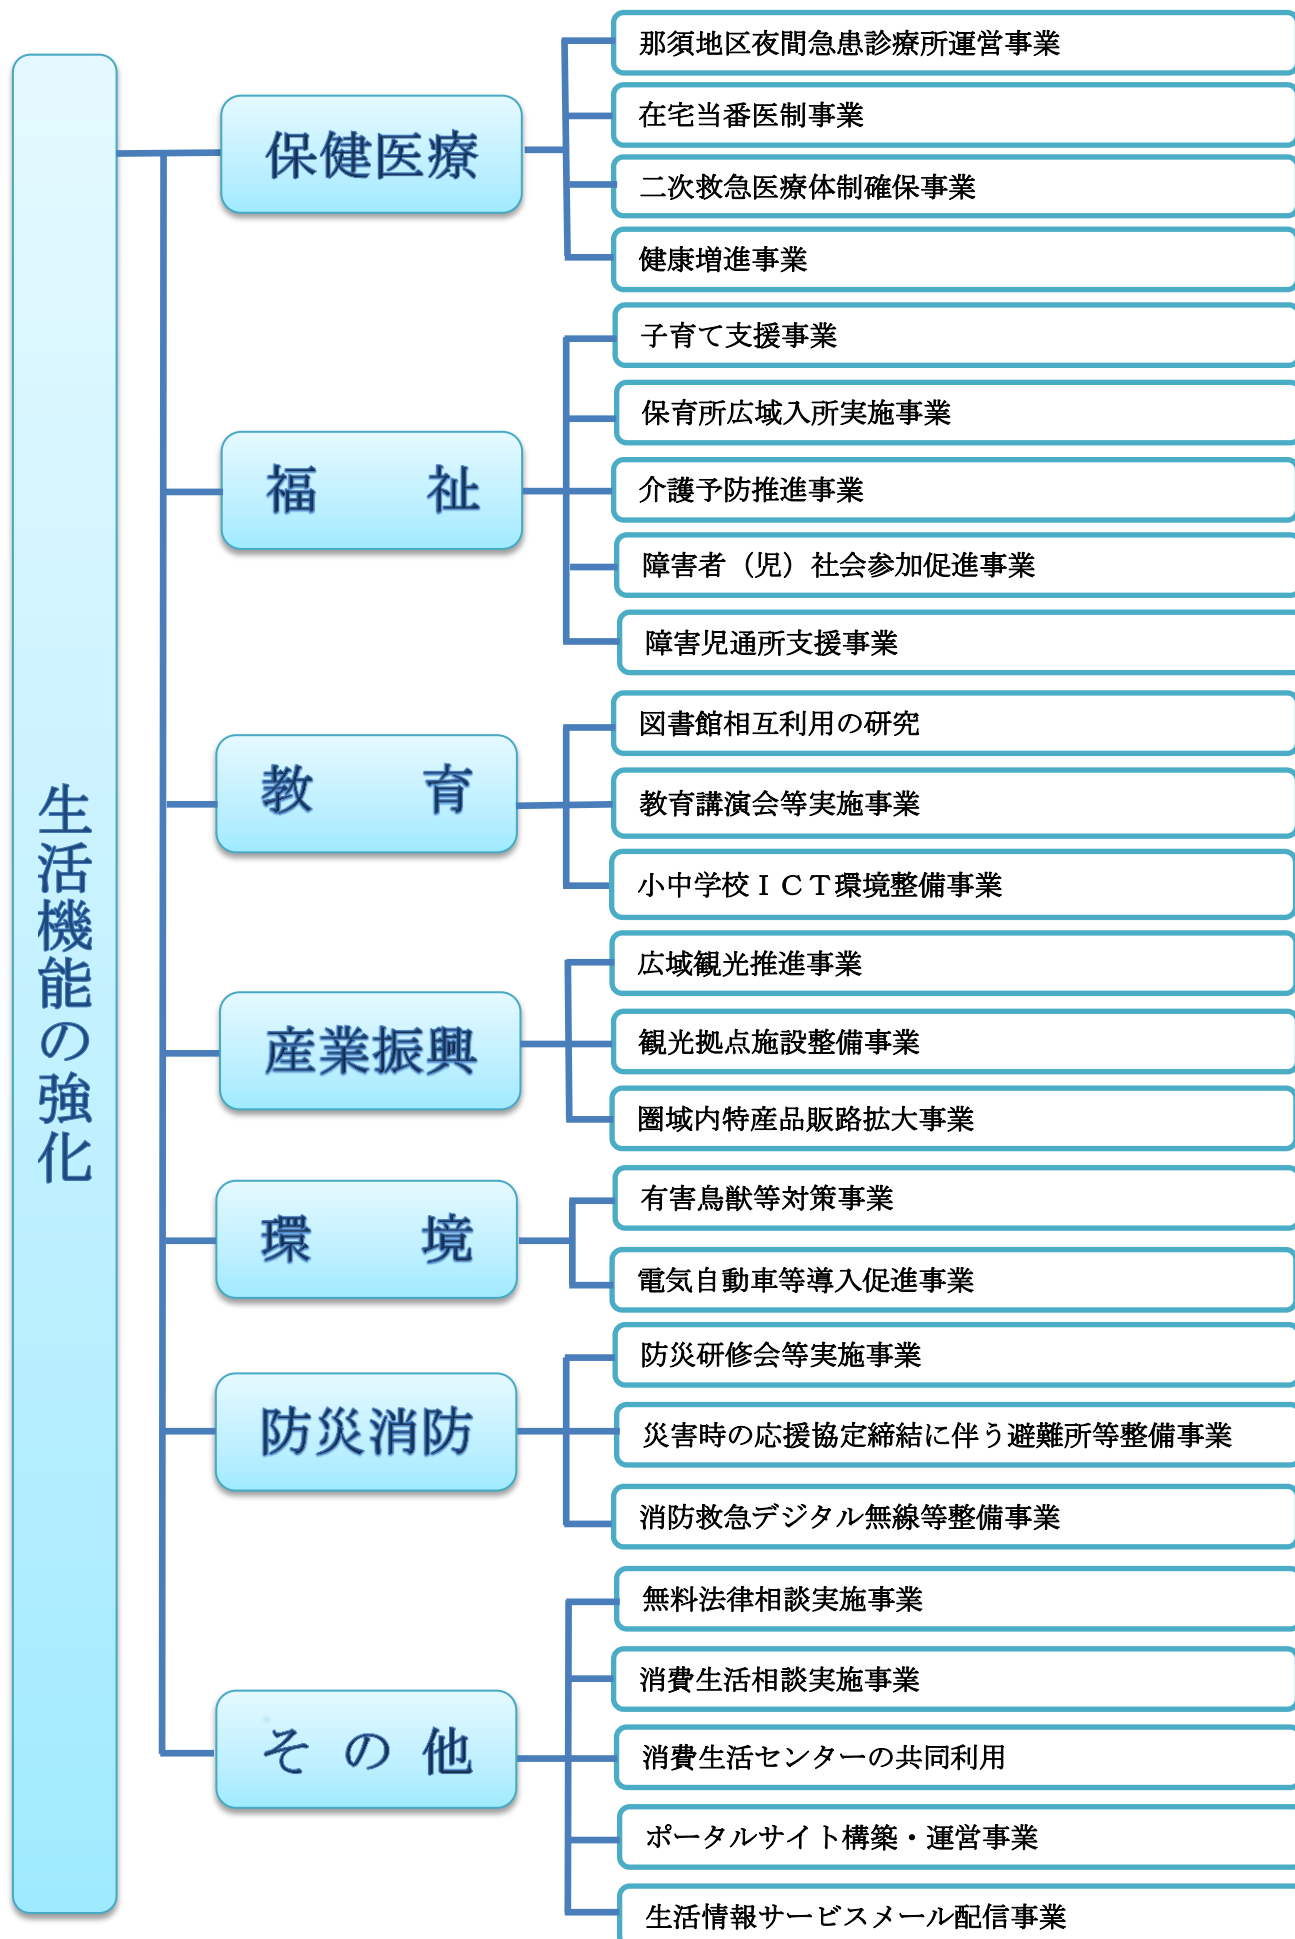 生活機能の強化
保健医療
那須地区夜間急患診療所運営事業
在宅当番医制事業
二次救急医療体制確保事業
健康増進事業
福　　祉
子育て支援事業
保育所広域入所実施事業
介護予防推進事業
障害者（児）社会参加促進事業
障害児通所支援事業
教　　育
図書館相互利用の研究
教育講演会等実施事業
小中学校ＩＣＴ環境整備事業
産業振興
広域観光推進事業
観光拠点施設整備事業
圏域内特産品販路拡大事業
環　　境
有害鳥獣等対策事業
電気自動車等導入促進事業
防災消防
防災研修会等実施事業
災害時の応援協定締結に伴う避難所等整備事業
消防救急デジタル無線等整備事業
そ の 他
無料法律相談実施事業
消費生活相談実施事業
消費生活センターの共同利用
ポータルサイト構築・運営事業
生活情報サービスメール配信事業